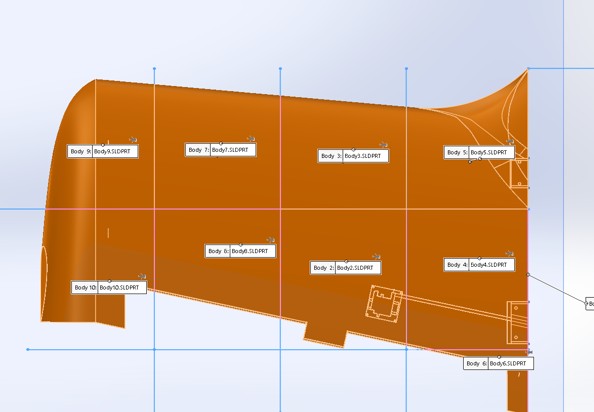 Body 9: Body9.SLDPRT
Body 7: Body7.SLDPRT
Body 3: Body3.SLDPRT
Body 5: Body5.SLDPRT
Body 8: Body8.SLDPRT
Body 2: Body2.SLDPRT
Body 4: Body4.SLDPRT
Body 10: Body10.SLDPRT
Body 6: Body6.SLDPRT